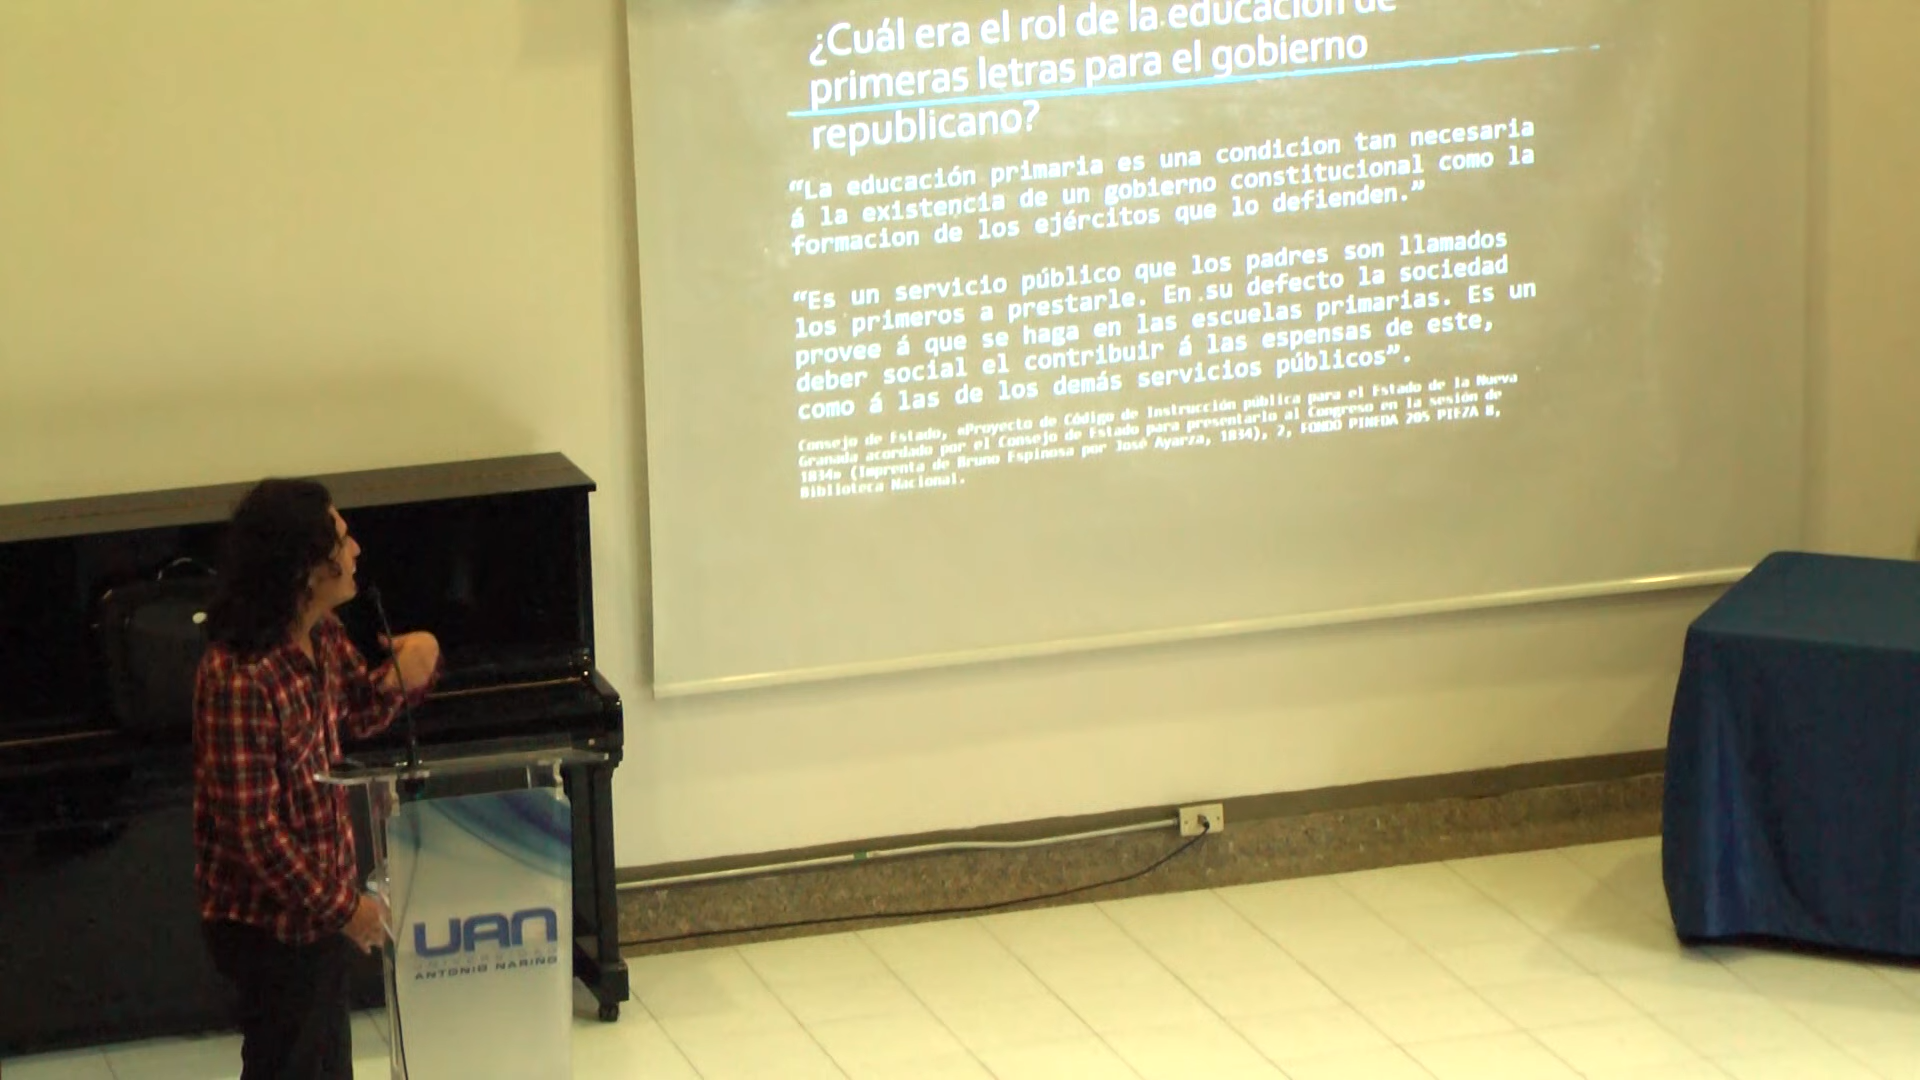 ¿Cuál era el rol de la educación de
primeras letras para el gobierno
republicano?
“La educación primaria es una condicion tan necesaria
á la existencia de un gobierno constitucional como la
formacion de los ejércitos que lo defienden.”
“Es un servicio público que los padres son llamados
los primeros a prestarle. En su defecto la sociedad
provee á que se haga en las escuelas primarias. Es un
deber social el contribuir á las espensas de este,
como á las de los demás servicios públicos”.
Consejo de Estado, «Proyecto de Código de Instrucción pública para el Estado de la Nueva
Granada acordado por el Consejo de Estado para presentarlo al Congreso en la sesión de
1834» (Imprenta de Bruno Espinosa por José Ayarza, 1834), 2, FONDO PINEDA 205 PIEZA 8,
Biblioteca Nacional.
UAN
UNIVERSIDAD
ANTONIO NARIÑO